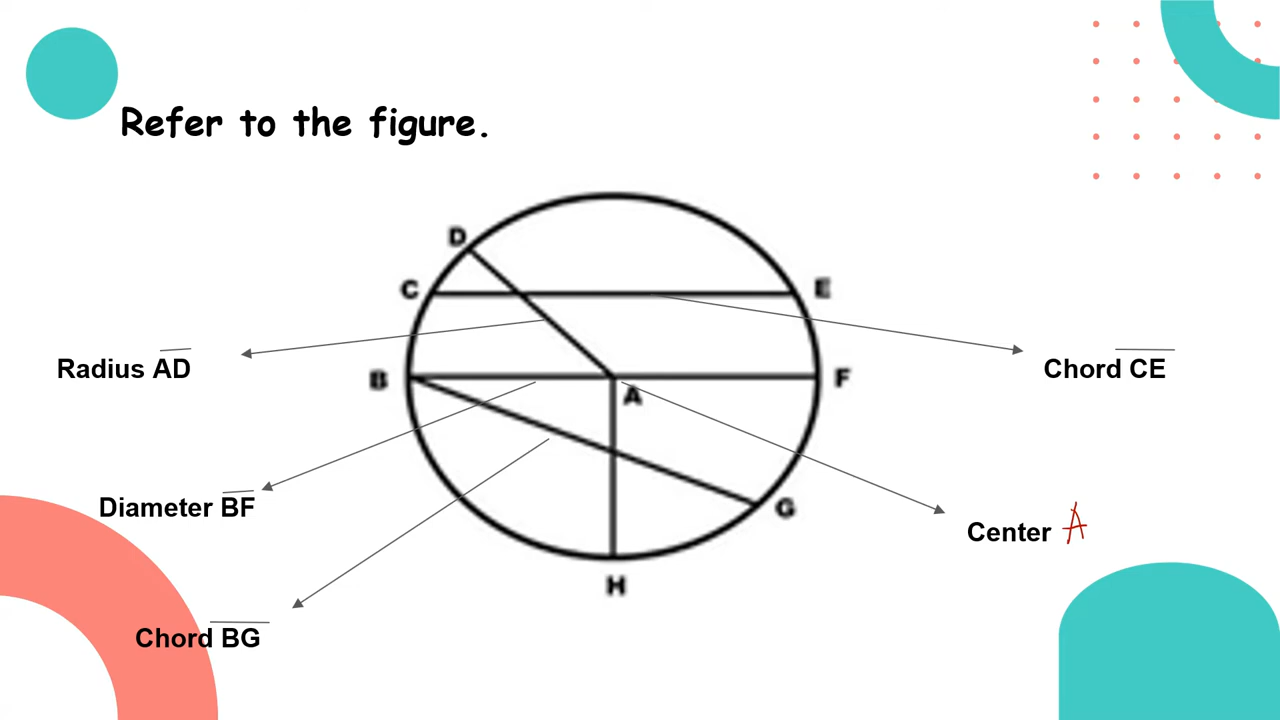 Refer to the figure.
D
C
E
Radius AD
Chord CE
B
F
A
Diameter BF
G
Center A
H
Chord BG